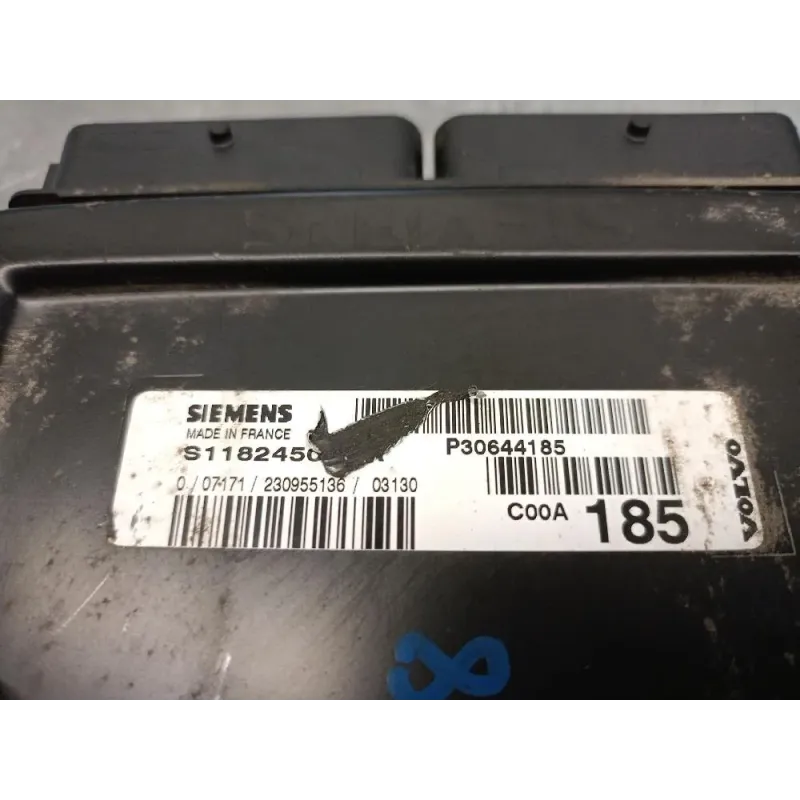 SIEMENS
MADE IN FRANCE
P30644185
0 / 07171 / 230955136 / 03130
C00A 185
VOLVO